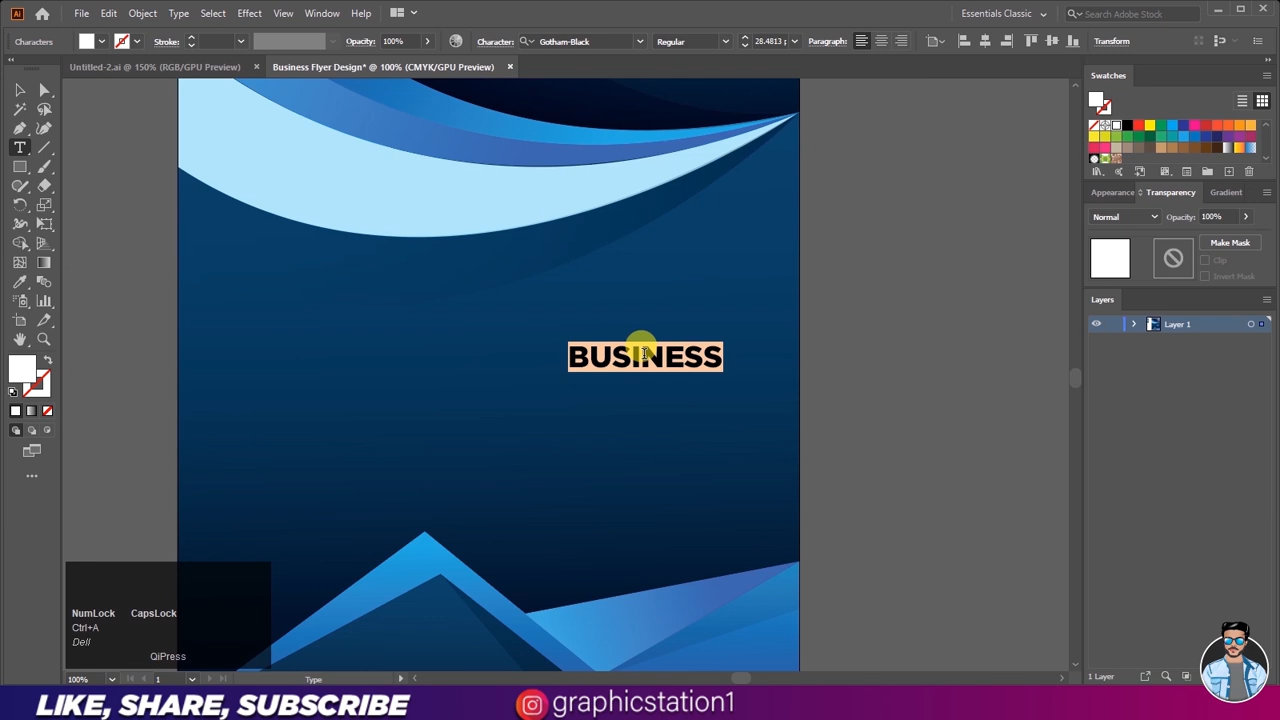 Ai File Edit Object Type Select Effect View Window Help Essentials Classic Search Adobe Stock
Characters Stroke: Opacity: 100% Character: Gotham-Black Regular 28.4813 p Paragraph: Transform
Untitled-2.ai @ 150% (RGB/GPU Preview) × Business Flyer Design* @ 100% (CMYK/GPU Preview) ×
Swatches
Appearance Transparency Gradient
Normal Opacity: 100%
Make Mask
Clip
Invert Mask
Layers
Layer 1
BUSINESS
NumLock CapsLock
Ctrl+A
Dell
QiPress
100% 1 Type 1 Layer
LIKE, SHARE, SUBSCRIBE graphicstation1